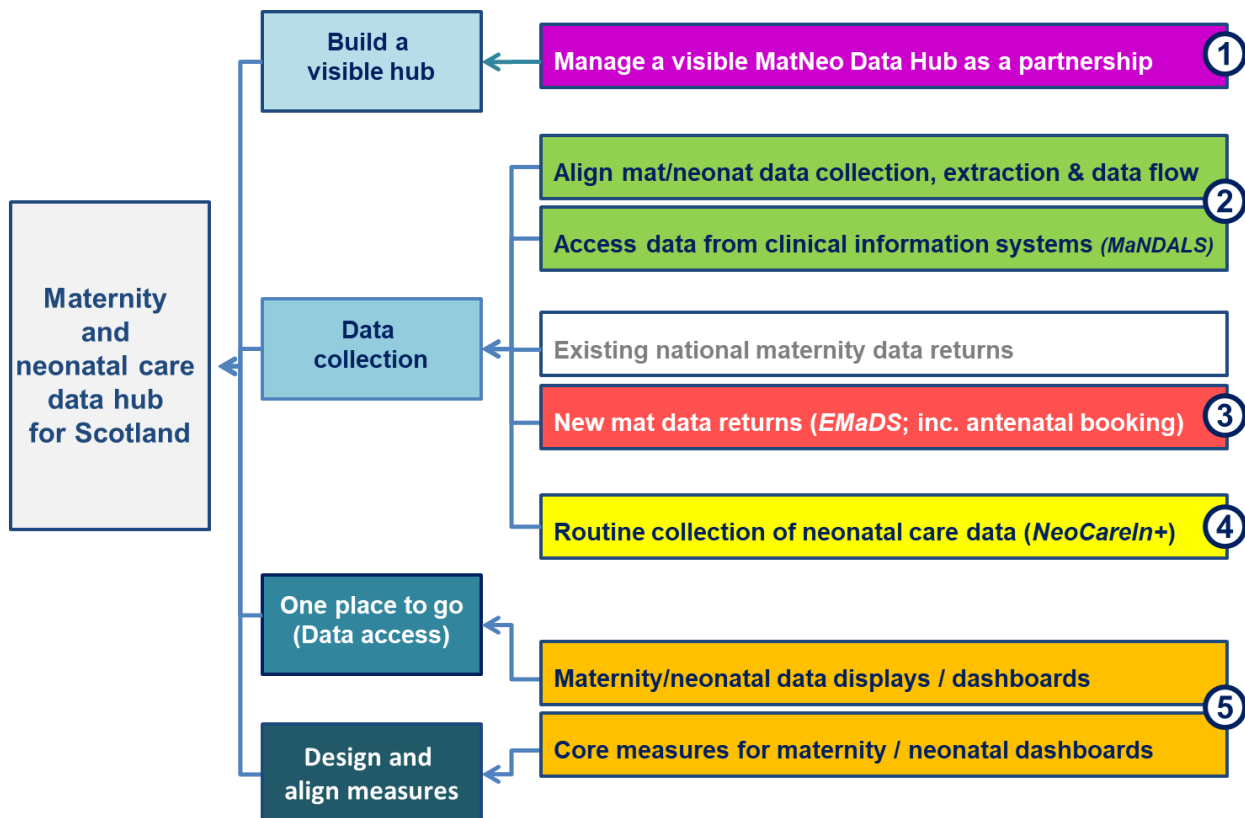 Maternity
and
neonatal care
data hub
for Scotland
Build a
visible hub
Manage a visible MatNeo Data Hub as a partnership
1
Data
collection
Align mat/neonat data collection, extraction & data flow
2
Access data from clinical information systems (MaNDALS)
Existing national maternity data returns
New mat data returns (EMaDS; inc. antenatal booking)
3
Routine collection of neonatal care data (NeoCareIn+)
4
One place to go
(Data access)
Maternity/neonatal data displays / dashboards
5
Design and
align measures
Core measures for maternity / neonatal dashboards